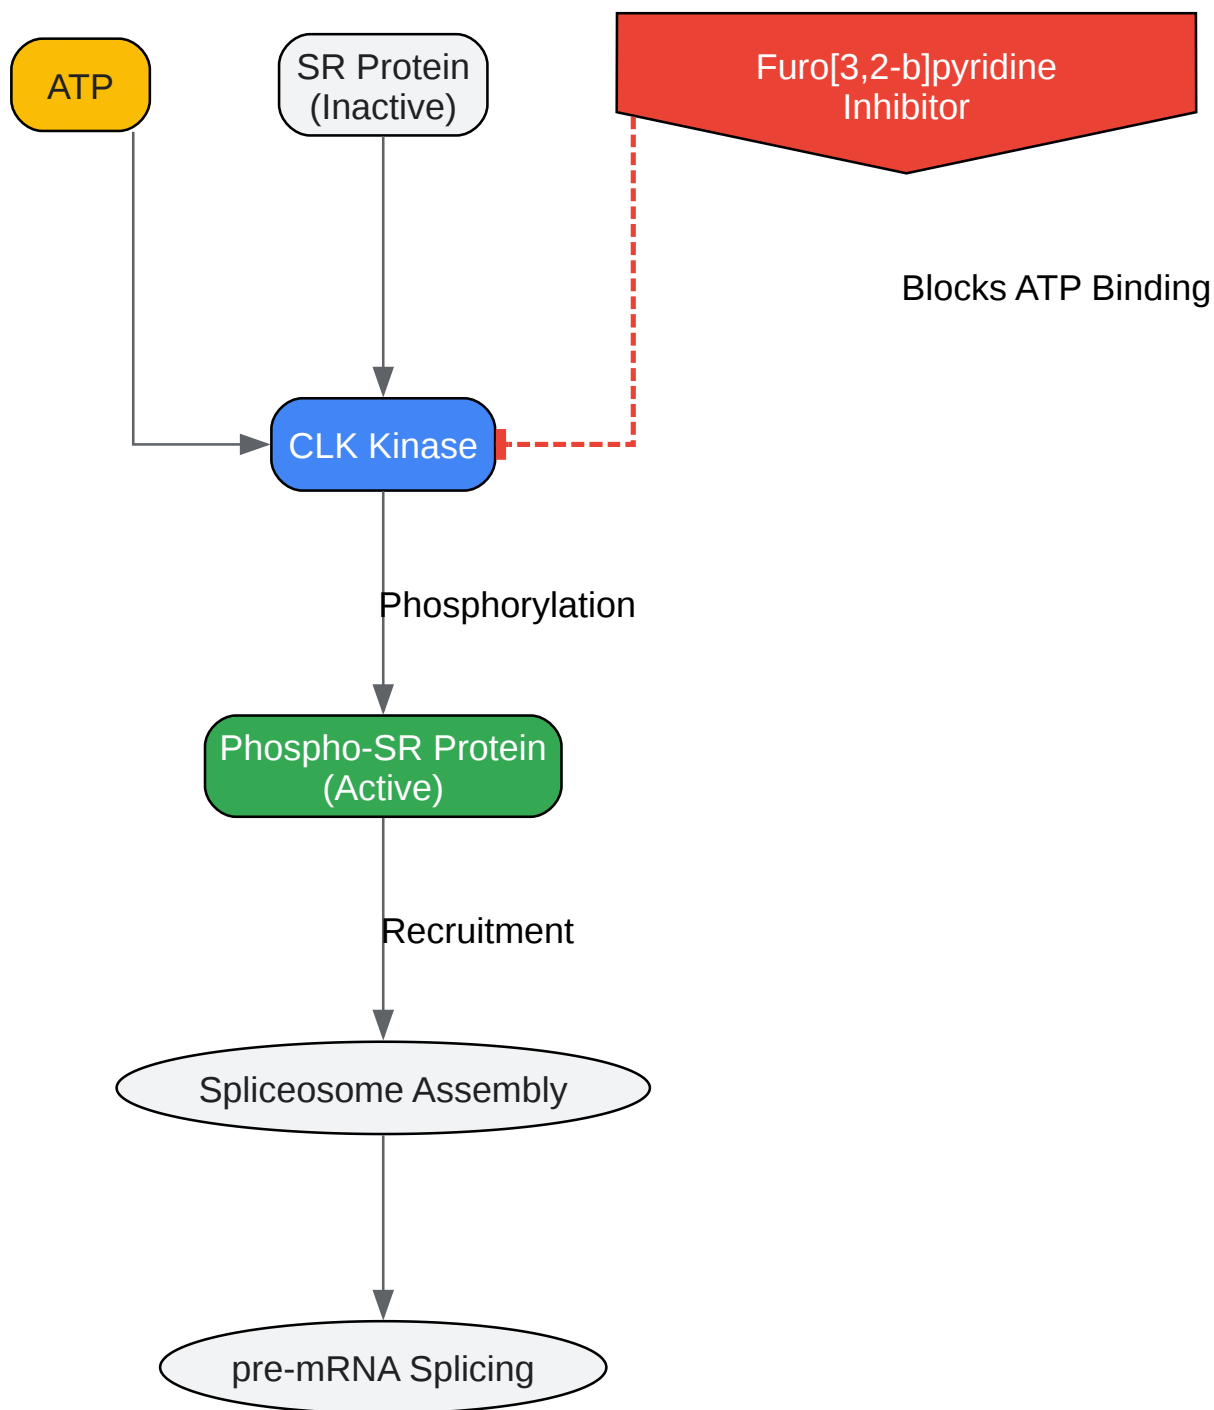 ATP
SR Protein
(Inactive)
Furo[3,2-b]pyridine
Inhibitor
Blocks ATP Binding
CLK Kinase
Phosphorylation
Phospho-SR Protein
(Active)
Recruitment
Spliceosome Assembly
pre-mRNA Splicing